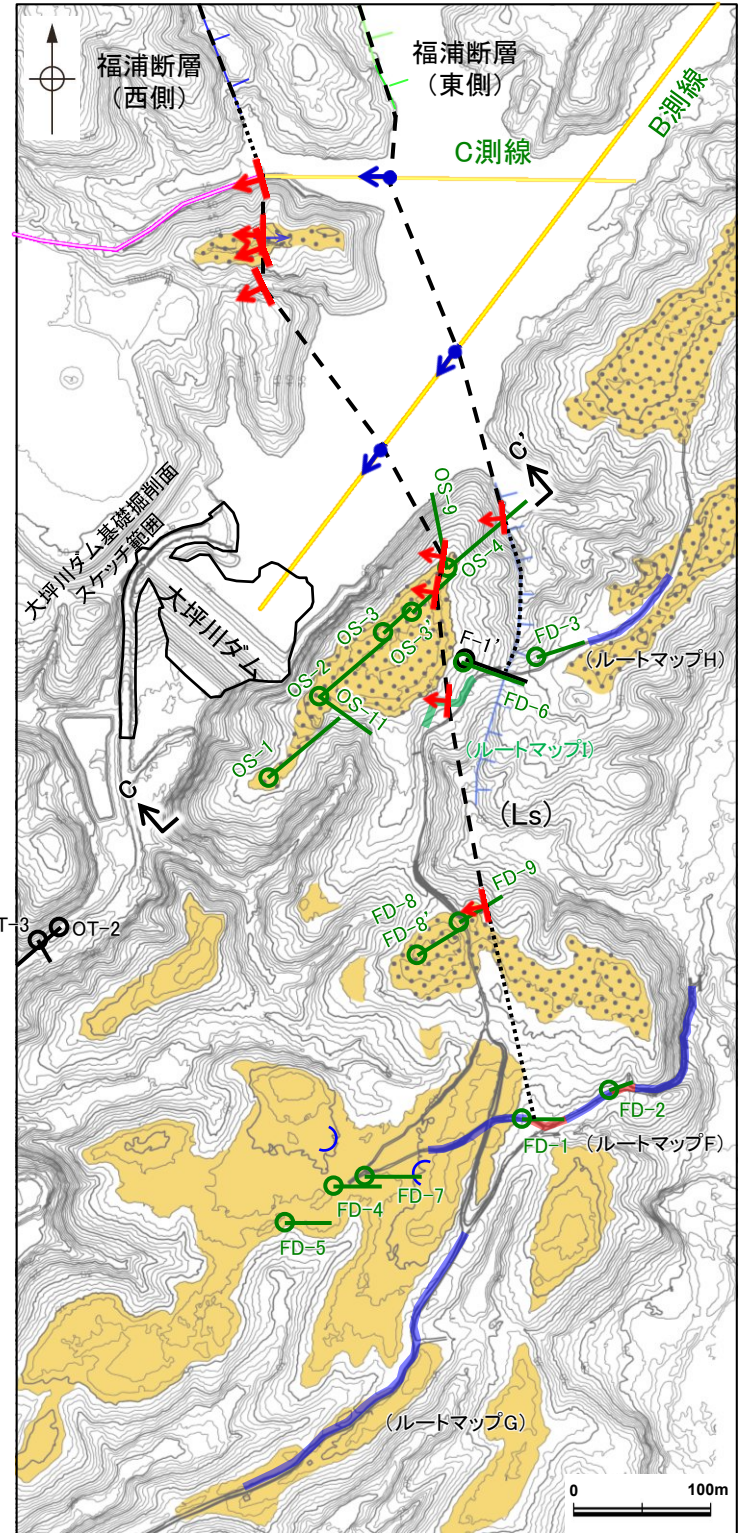 福浦断層
(西側)
福浦断層
(東側)
B測線
C測線
C'
大坪川ダム基礎掘削面
スケッチ範囲
大坪川ダム
OS-9
OS-4
OS-3
OS-3'
F-1'
FD-3
(ルートマップH)
OS-2
FD-6
OS-11
(ルートマップI)
OS-1
C
(Ls)
FD-9
FD-8
FD-8'
T-3
OT-2
FD-2
FD-1
(ルートマップF)
FD-7
FD-4
FD-5
(ルートマップG)
0
100m